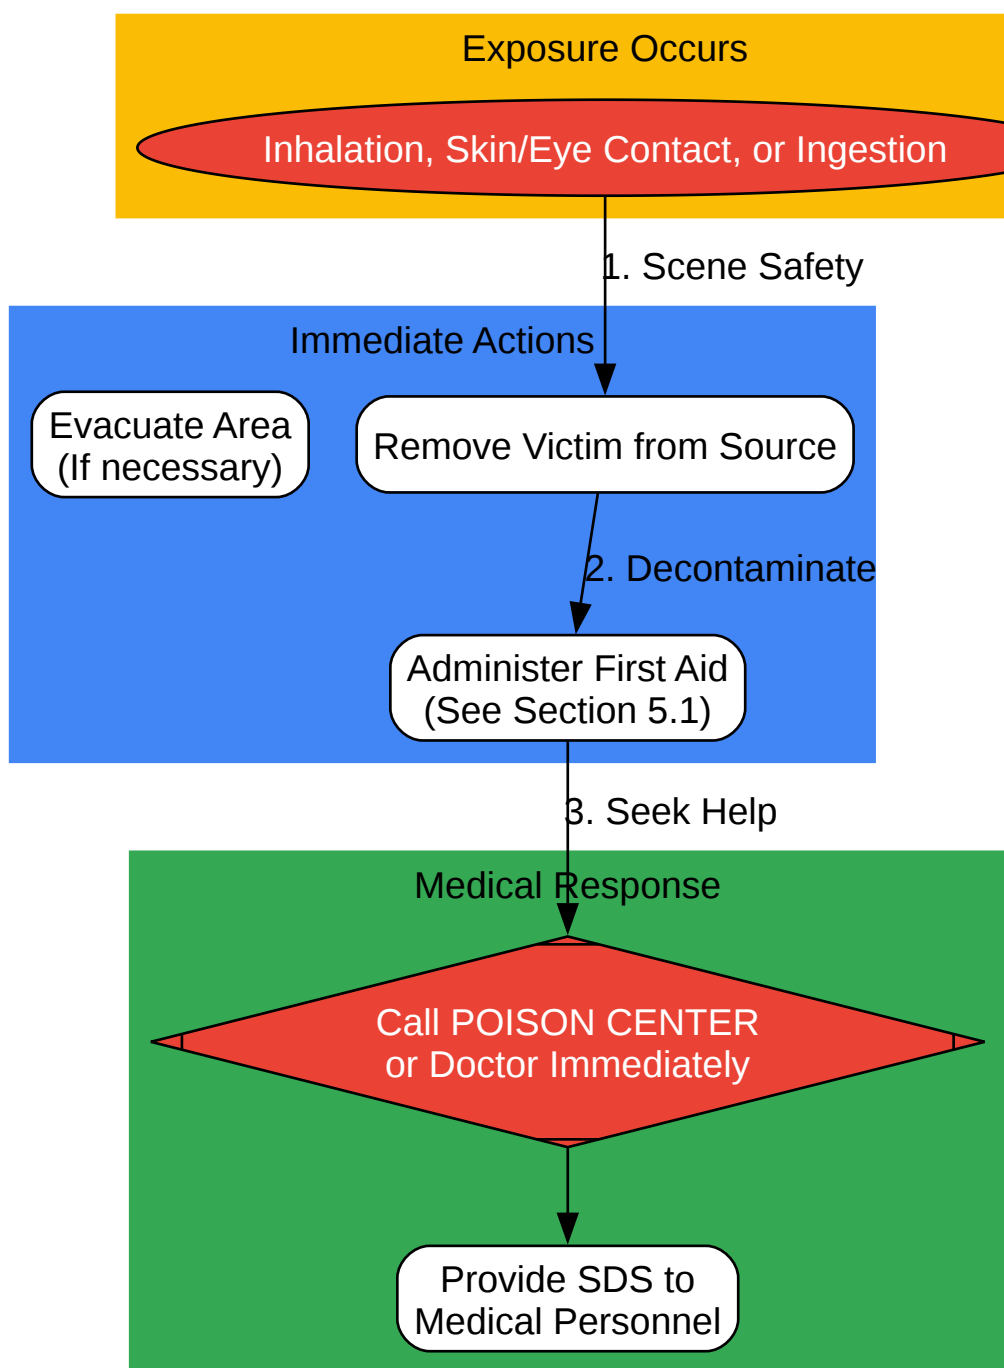 Exposure Occurs
Inhalation, Skin/Eye Contact, or Ingestion
1. Scene Safety
Immediate Actions
Evacuate Area
(If necessary)
Remove Victim from Source
2. Decontaminate
Administer First Aid
(See Section 5.1)
3. Seek Help
Medical Response
Call POISON CENTER
or Doctor Immediately
Provide SDS to
Medical Personnel